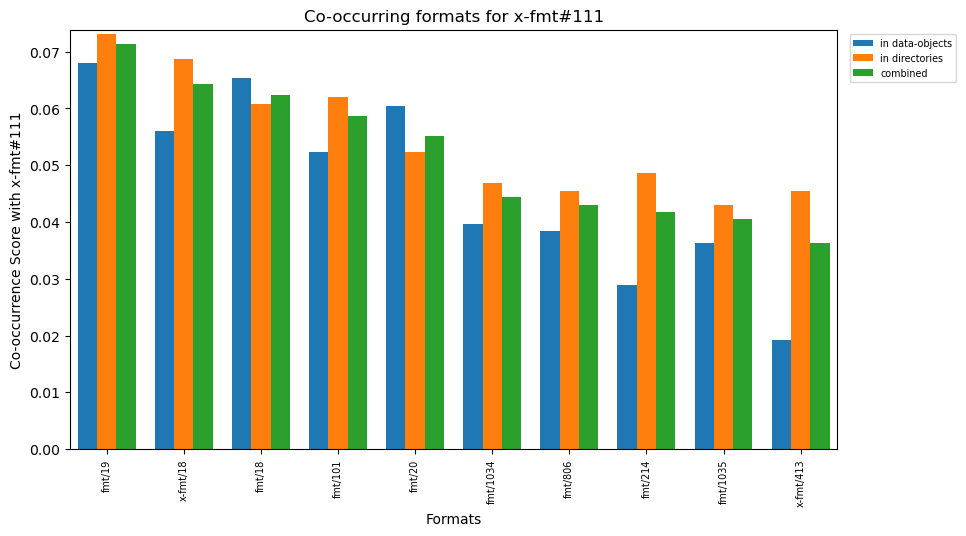 Co-occurring formats for x-fmt#111
in data-objects
in directories
combined
Co-occurrence Score with x-fmt#111
0.07
0.06
0.05
0.04
0.03
0.02
0.01
0.00
fmt/19
x-fmt/18
fmt/18
fmt/101
fmt/20
fmt/1034
fmt/806
fmt/214
fmt/1035
x-fmt/413
Formats